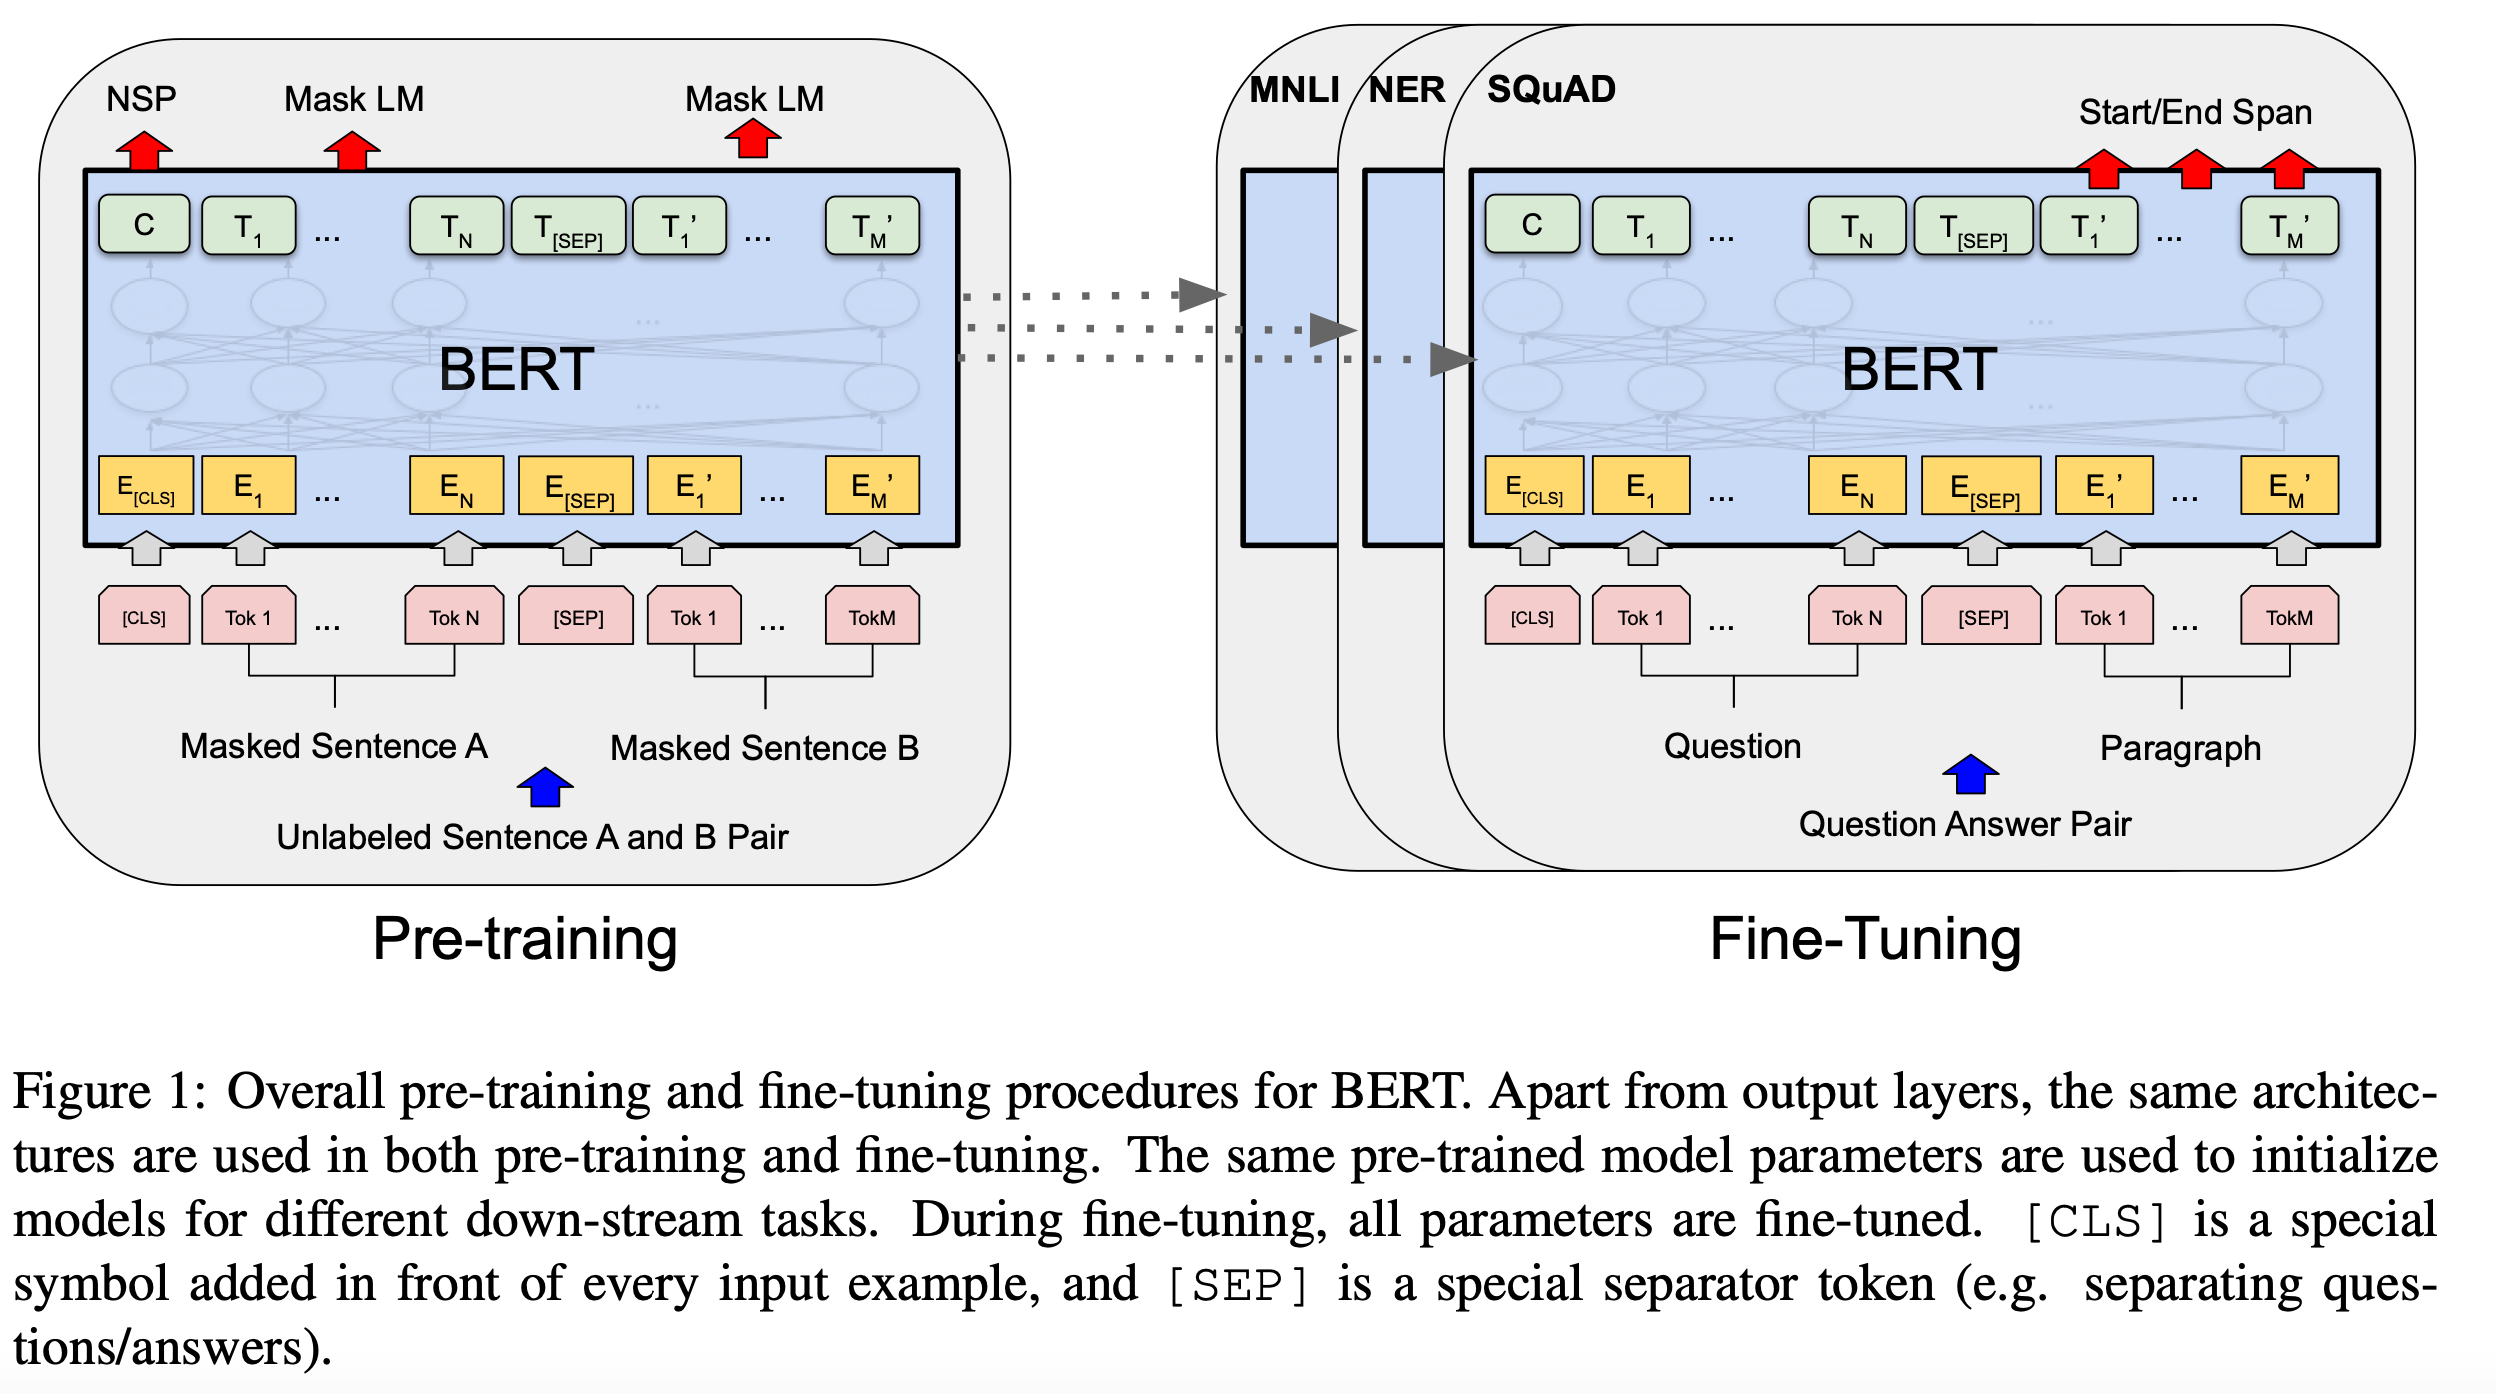 NSP Mask LM Mask LM
MNLI NER SQuAD
Start/End Span
C T1 ... TN T[SEP] T1’ ... TM’
C T1 ... TN T[SEP] T1’ ... TM’
...
...
BERT
BERT
...
...
E[CLS] E1 ... EN E[SEP] E1’ ... EM’
E[CLS] E1 ... EN E[SEP] E1’ ... EM’
[CLS] Tok 1 ... Tok N [SEP] Tok 1 ... TokM
[CLS] Tok 1 ... Tok N [SEP] Tok 1 ... TokM
Masked Sentence A Masked Sentence B
Question Paragraph
Unlabeled Sentence A and B Pair
Question Answer Pair
Pre-training
Fine-Tuning
Figure 1: Overall pre-training and fine-tuning procedures for BERT. Apart from output layers, the same architec-
tures are used in both pre-training and fine-tuning. The same pre-trained model parameters are used to initialize
models for different down-stream tasks. During fine-tuning, all parameters are fine-tuned. [CLS] is a special
symbol added in front of every input example, and [SEP] is a special separator token (e.g. separating ques-
tions/answers).